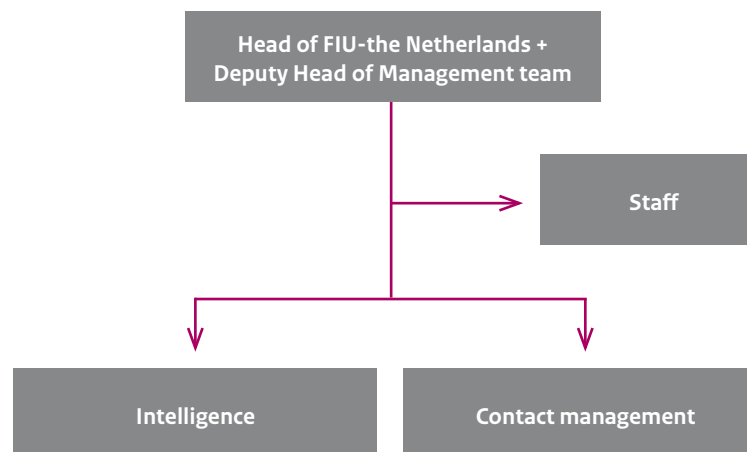 Head of FIU-the Netherlands +
Deputy Head of Management team
Staff
Intelligence
Contact management